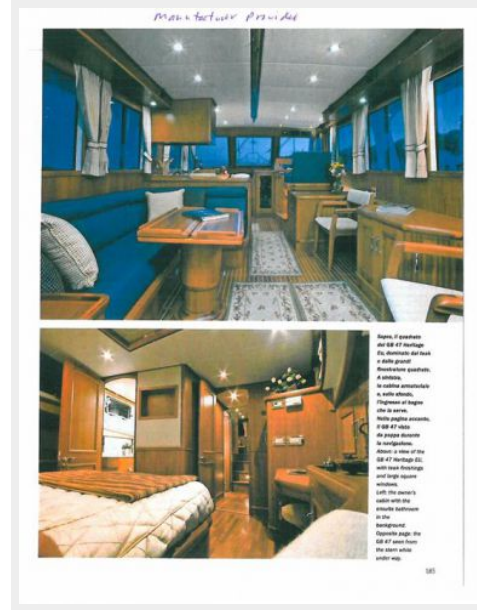 Manufacturer Provided
Sopra, il quadrato
del GB 47 Heritage
Eu, dominato dal teak
e dalle grandi
finestrature quadrate.
A sinistra,
la cabina armatoriale
e, sullo sfondo,
l'ingresso al bagno
che la serve.
Nella pagina accanto,
il GB 47 visto
da poppa durante
la navigazione.
Above: a view of the
GB 47 Heritage EU,
with teak finishings
and large square
windows.
Left: the owner's
cabin with the
ensuite bathroom
in the
background.
Opposite page: the
GB 47 seen from
the stern while
under way.
585